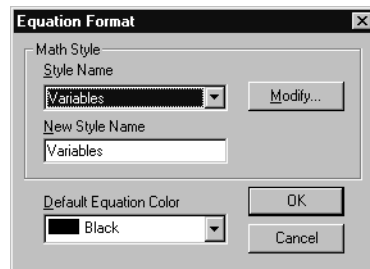 Equation Format
Math Style
Style Name
Variables
Modify...
New Style Name
Variables
Default Equation Color
Black
OK
Cancel